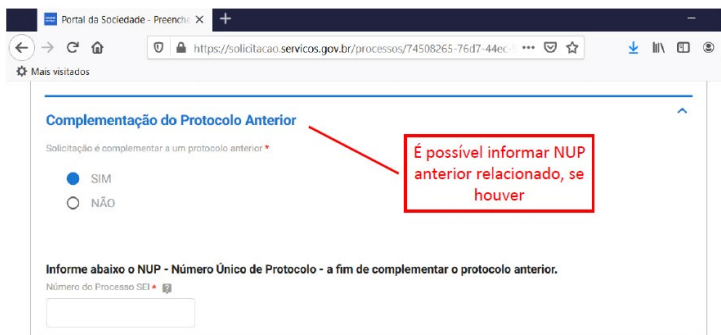 Portal da Sociedade - Preenche
https://solicitacao.servicos.gov.br/processos/74508265-76d7-44ec-
Mais visitados
Complementação do Protocolo Anterior
Solicitação é complementar a um protocolo anterior *
É possível informar NUP
anterior relacionado, se
houver
SIM
NÃO
Informe abaixo o NUP - Número Único de Protocolo - a fim de complementar o protocolo anterior.
Número do Processo SEI *